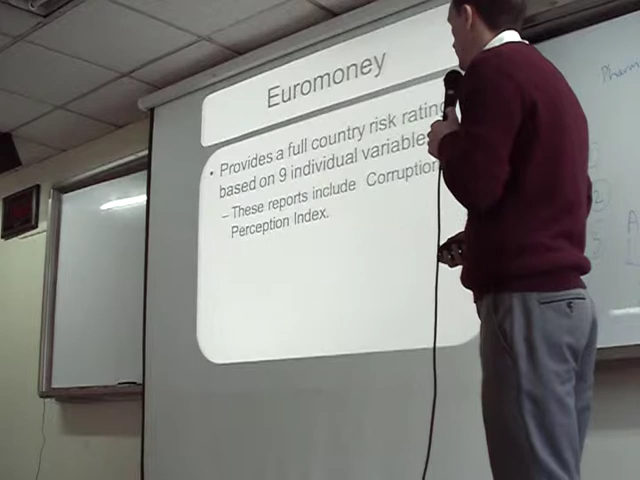 Euromoney
• Provides a full country risk rating
based on 9 individual variables
– These reports include Corruption
Perception Index.